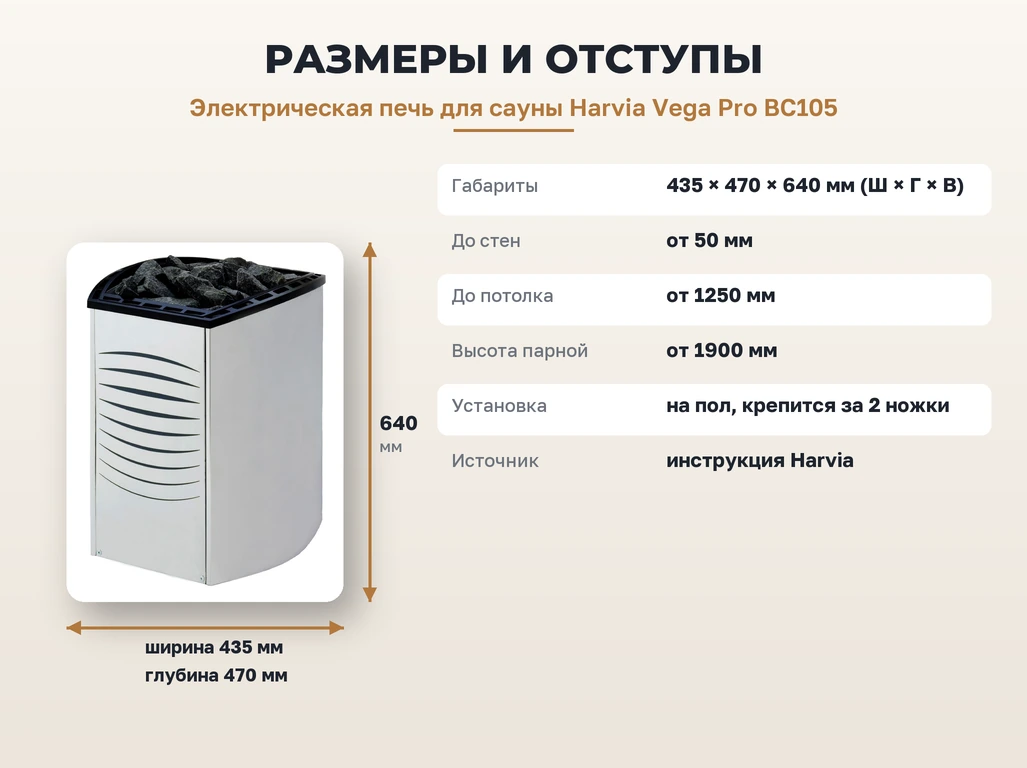 РАЗМЕРЫ И ОТСТУПЫ
Электрическая печь для сауны Harvia Vega Pro BC105
Габариты 435 × 470 × 640 мм (Ш × Г × В)
До стен от 50 мм
До потолка от 1250 мм
Высота парной от 1900 мм
Установка на пол, крепится за 2 ножки
Источник инструкция Harvia
640
мм
ширина 435 мм
глубина 470 мм